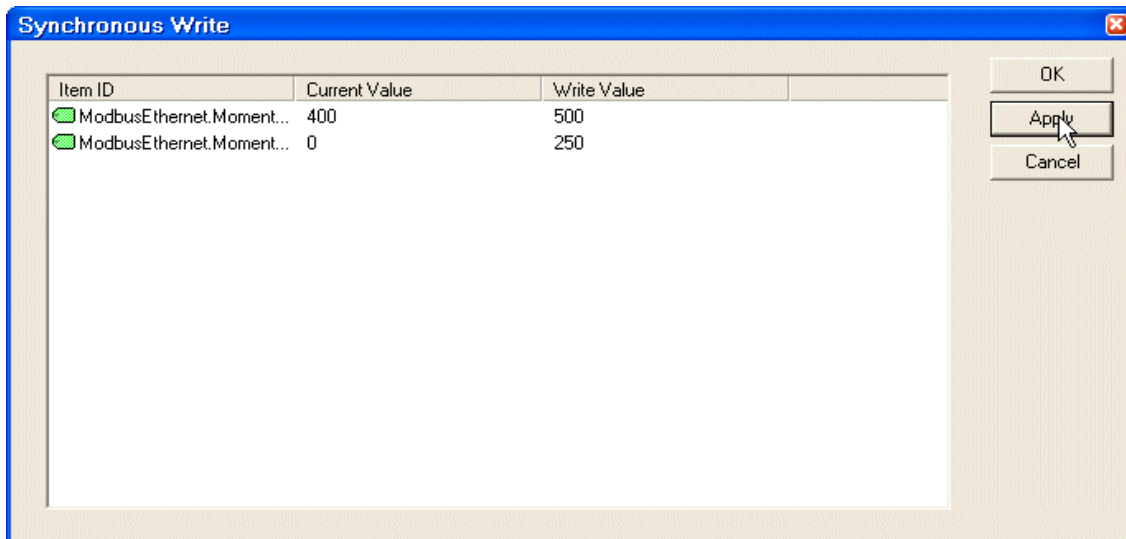 Synchronous Write
Item ID Current Value Write Value
ModbusEthernet.Moment... 400 500
ModbusEthernet.Moment... 0 250
OK
Apply
Cancel